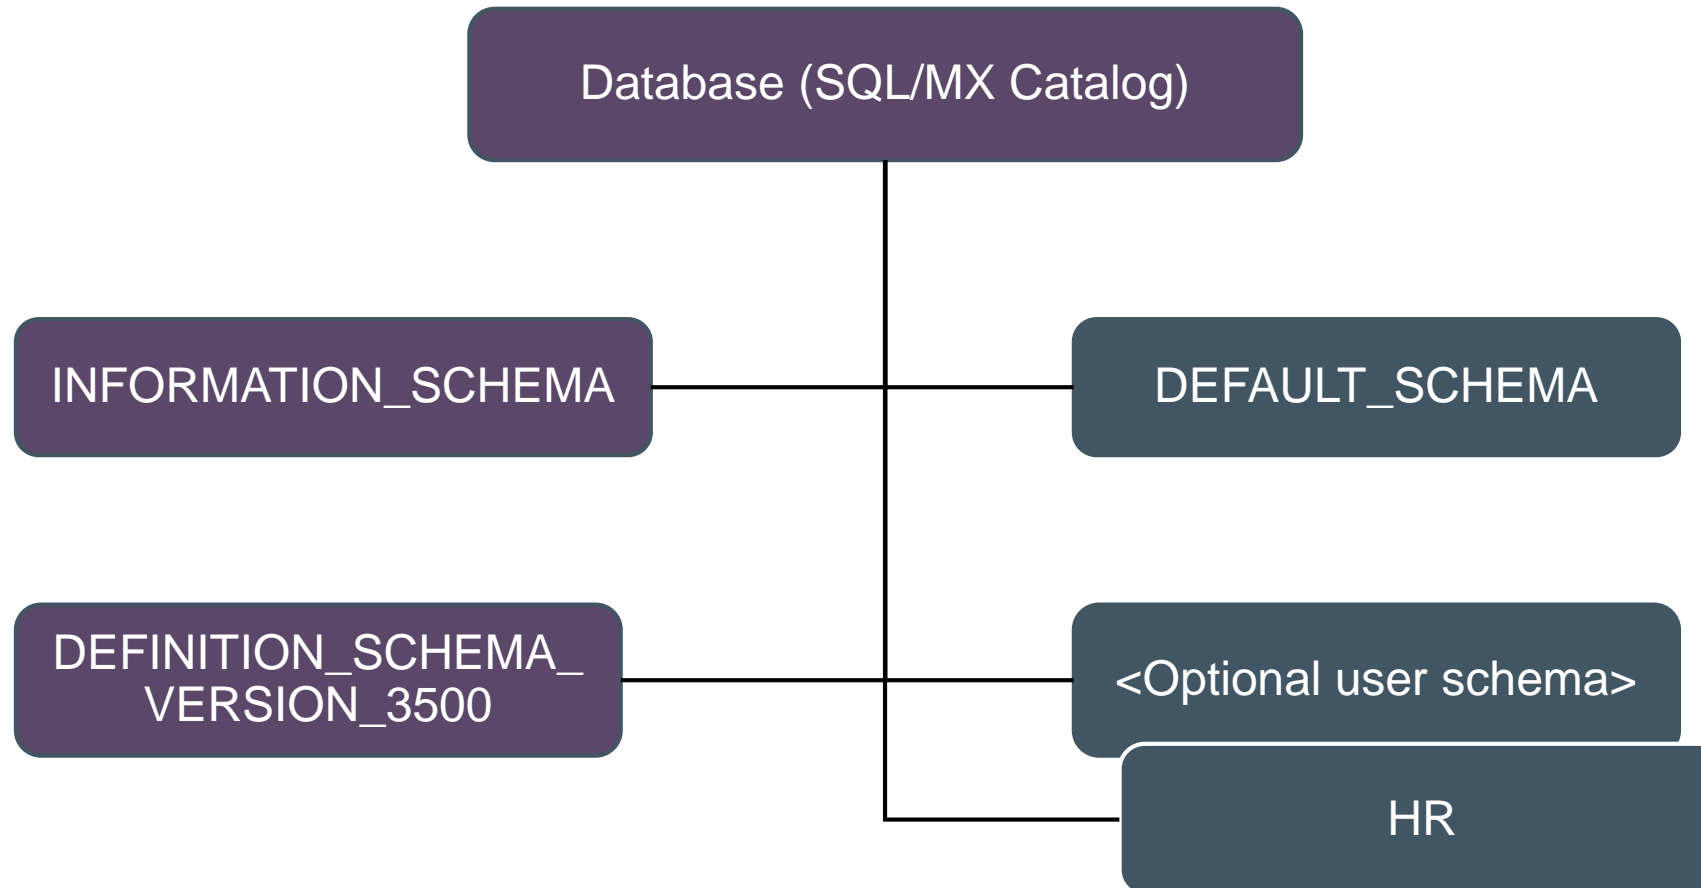 Database (SQL/MX Catalog)
INFORMATION_SCHEMA
DEFAULT_SCHEMA
DEFINITION_SCHEMA_
VERSION_3500
<Optional user schema>
HR